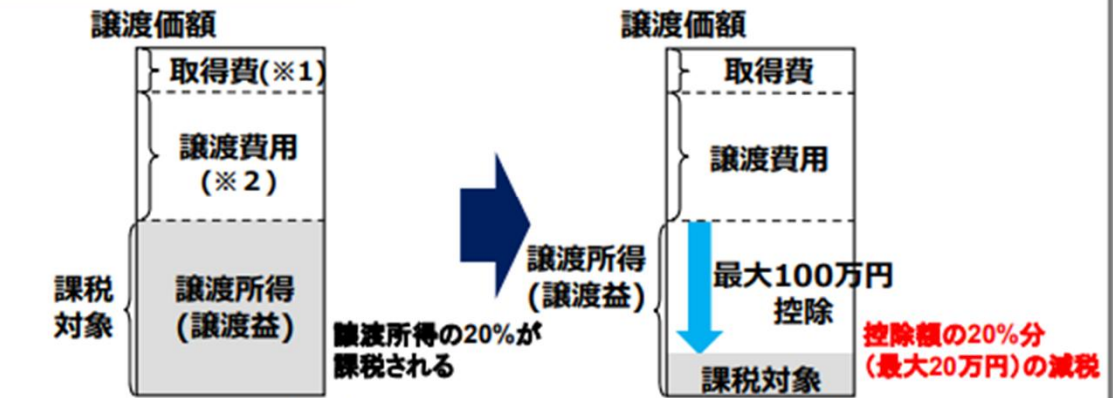 譲渡価額
取得費(※1)
譲渡費用
(※２)
課税
対象
譲渡所得
(譲渡益)
譲渡所得の20%が
課税される
譲渡価額
取得費
譲渡費用
譲渡所得
(譲渡益)
最大100万円
控除
課税対象
控除額の20%分
（最大20万円）の減税